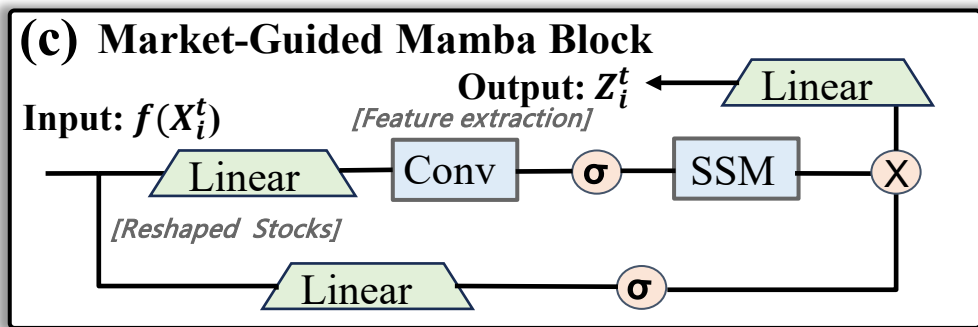 (c) Market-Guided Mamba Block
Output: Z_i^t
Linear
Input: f(X_i^t)
[Feature extraction]
Linear
Conv
σ
SSM
X
[Reshaped Stocks]
Linear
σ